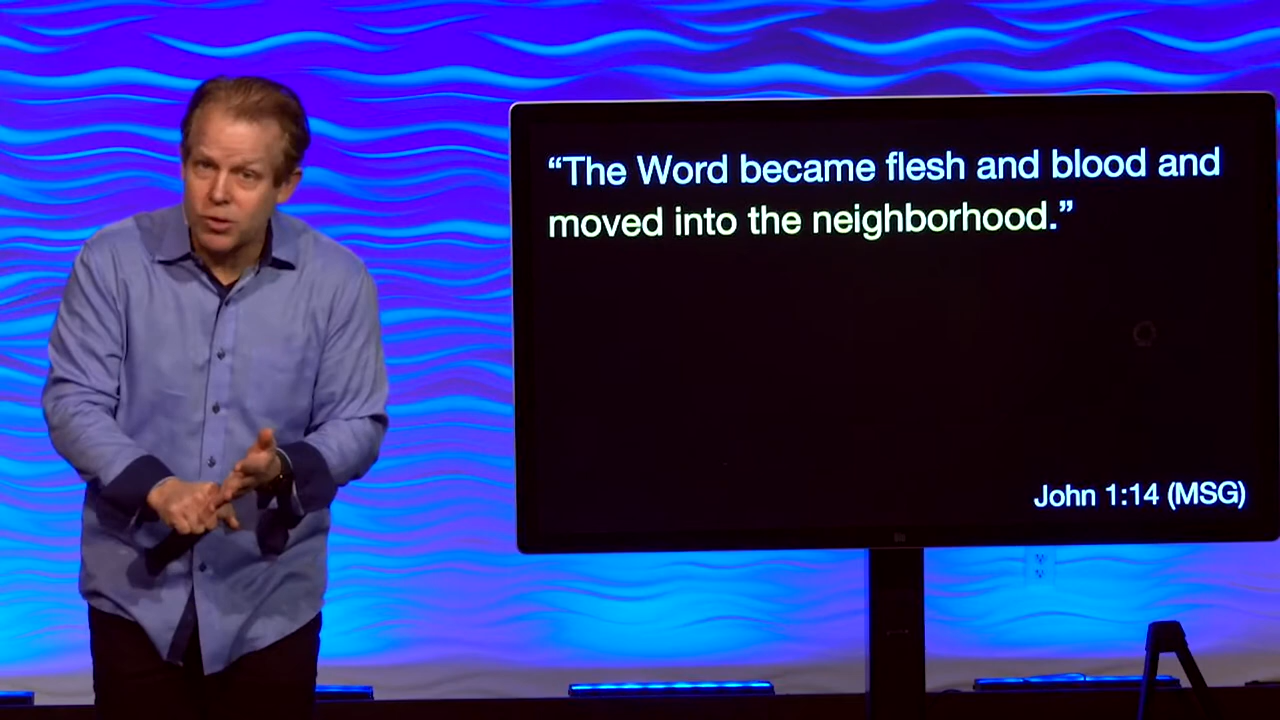 “The Word became flesh and blood and
moved into the neighborhood.”
John 1:14 (MSG)